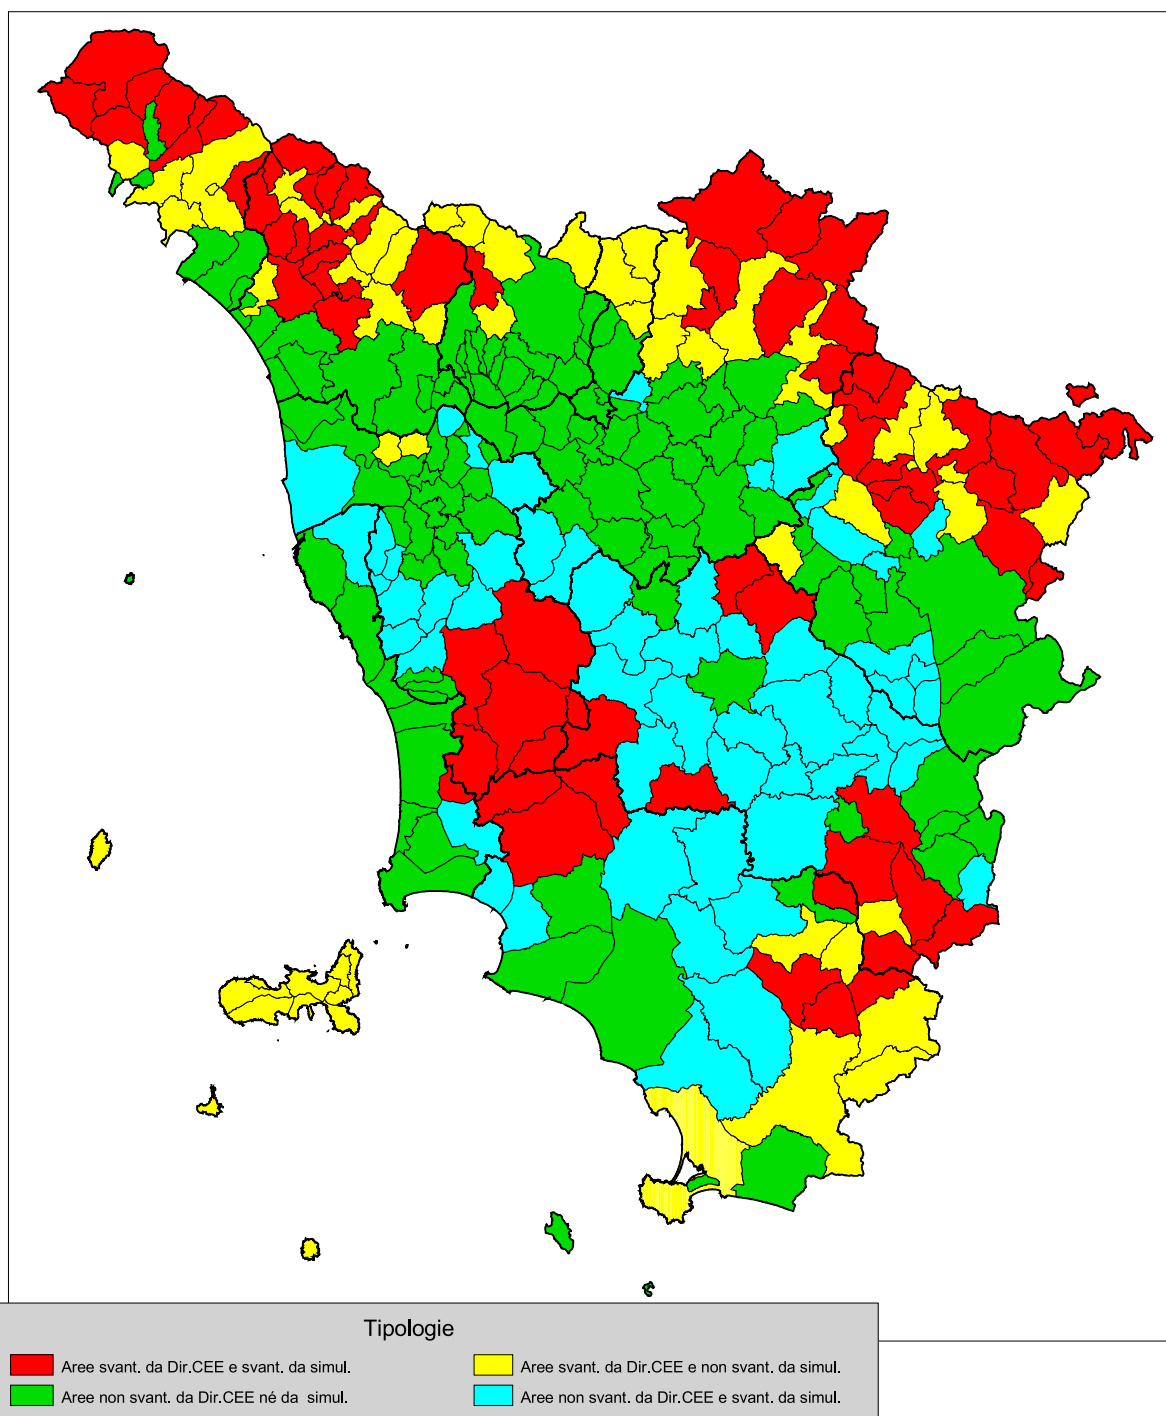 Tipologie
Aree svant. da Dir.CEE e svant. da simul.
Aree svant. da Dir.CEE e non svant. da simul.
Aree non svant. da Dir.CEE né da simul.
Aree non svant. da Dir.CEE e svant. da simul.